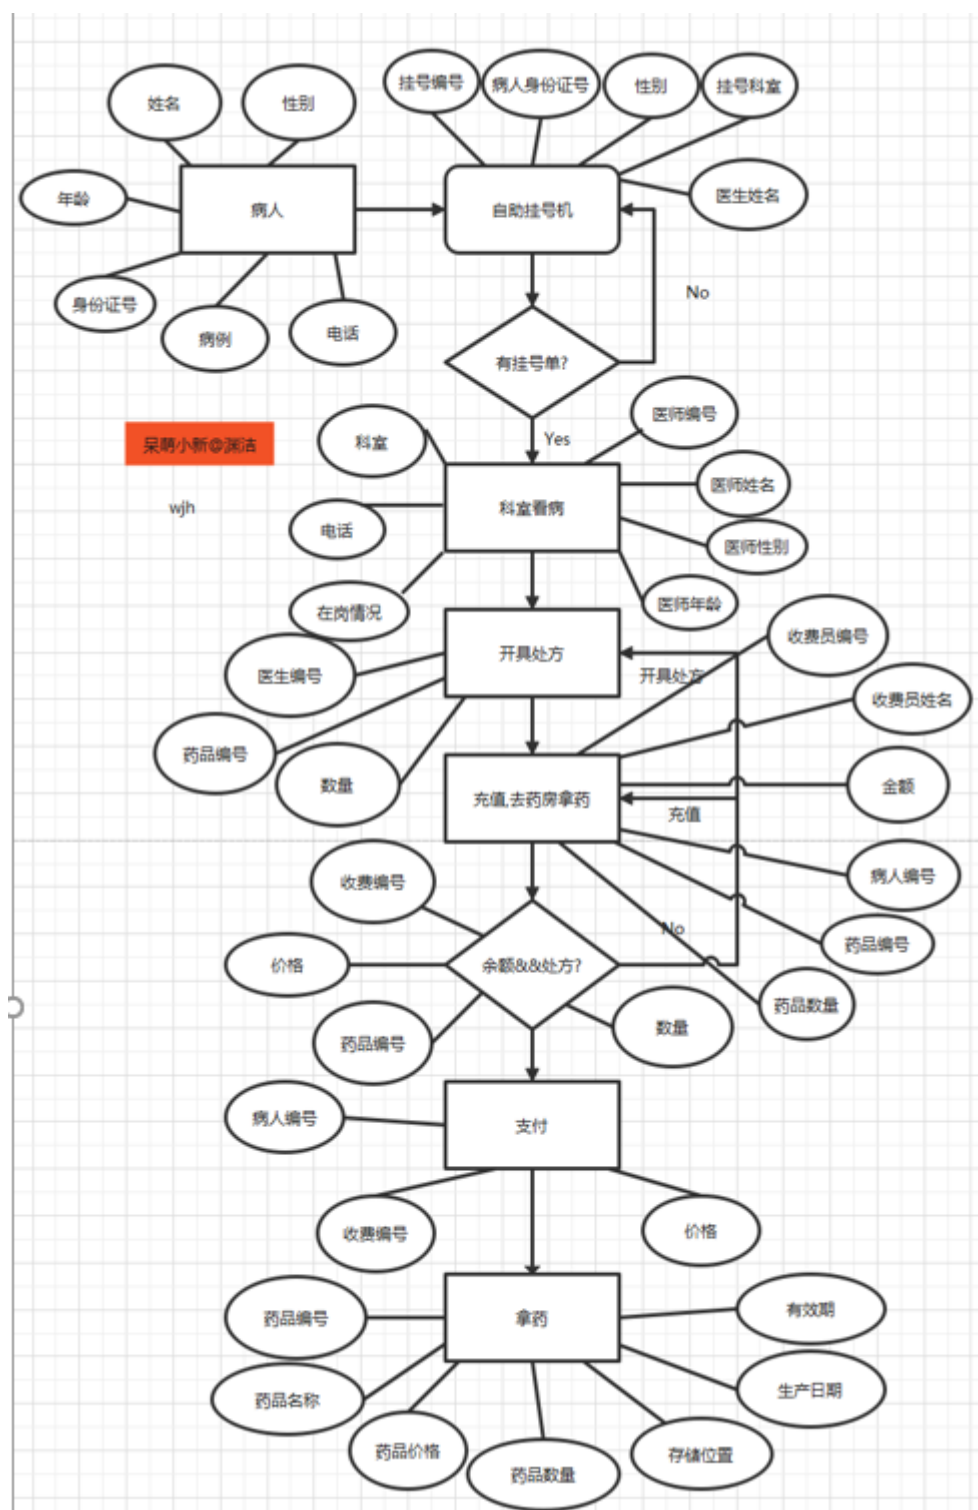 挂号编号
病人身份证号
性别
挂号科室
姓名
性别
年龄
病人
自助挂号机
医生姓名
身份证号
病例
电话
No
有挂号单?
医师编号
科室
Yes
呆萌小新@渊洁
医师姓名
wjh
科室看病
电话
医师性别
在岗情况
医师年龄
收费员编号
开具处方
医生编号
开具处方
收费员姓名
药品编号
数量
金额
充值,去药房拿药
充值
收费编号
病人编号
No
药品编号
价格
余额&&处方?
药品数量
药品编号
数量
病人编号
支付
收费编号
价格
药品编号
拿药
有效期
药品名称
生产日期
药品价格
药品数量
存储位置